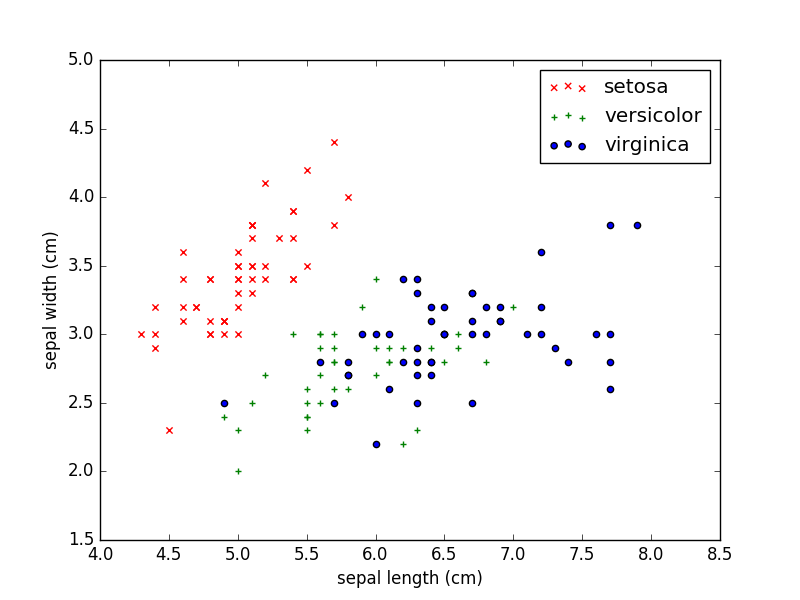 5.0
4.5
4.0
3.5
3.0
2.5
2.0
1.5
sepal width (cm)
setosa
versicolor
virginica
4.0 4.5 5.0 5.5 6.0 6.5 7.0 7.5 8.0 8.5
sepal length (cm)